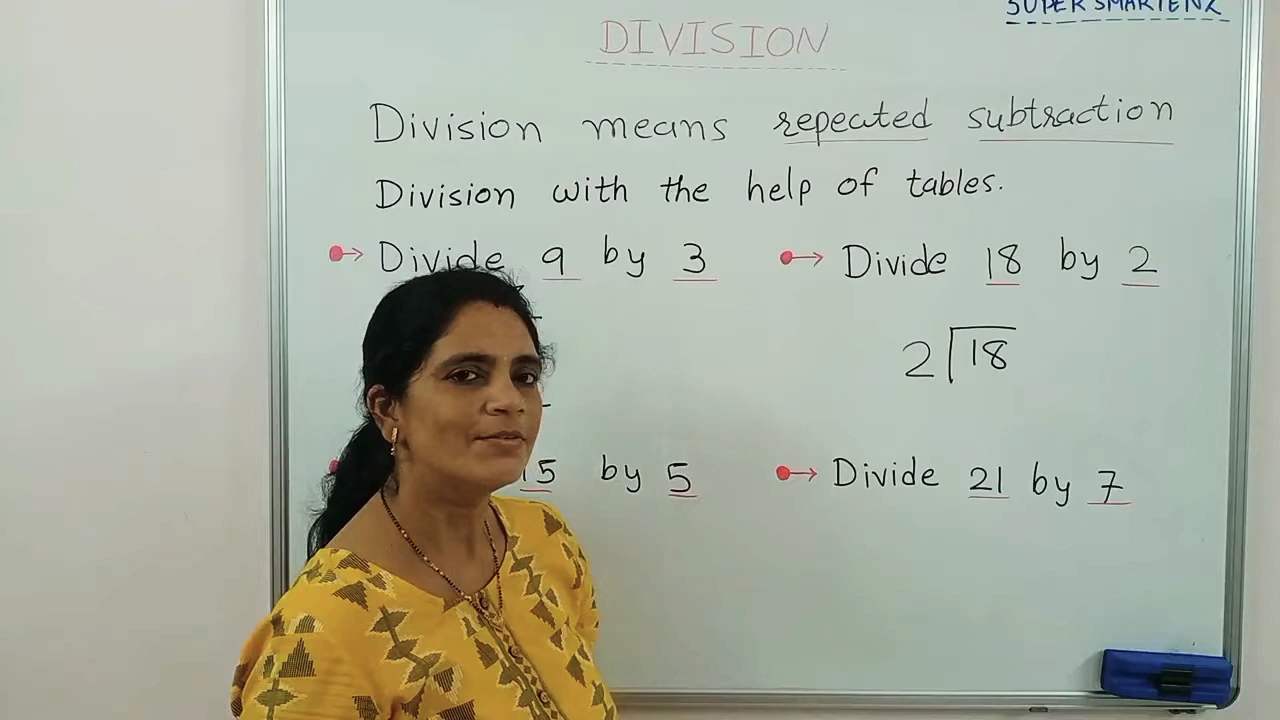 SUPER SMARTENZ
DIVISION
Division means repeated subtraction
Division with the help of tables.
Divide 9 by 3
Divide 18 by 2
2 18
15 by 5
Divide 21 by 7